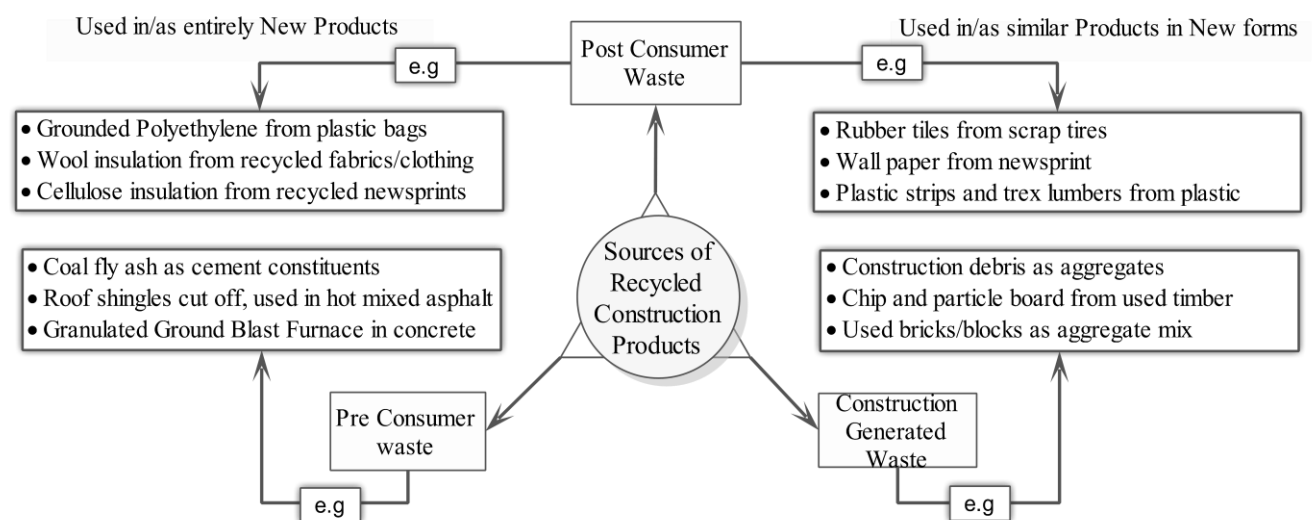 Used in/as entirely New Products
Used in/as similar Products in New forms
Post Consumer
Waste
e.g
e.g
• Grounded Polyethylene from plastic bags
• Wool insulation from recycled fabrics/clothing
• Cellulose insulation from recycled newsprints
• Rubber tiles from scrap tires
• Wall paper from newsprint
• Plastic strips and trex lumbers from plastic
Sources of
Recycled
Construction
Products
• Coal fly ash as cement constituents
• Roof shingles cut off, used in hot mixed asphalt
• Granulated Ground Blast Furnace in concrete
• Construction debris as aggregates
• Chip and particle board from used timber
• Used bricks/blocks as aggregate mix
Pre Consumer
waste
Construction
Generated
Waste
e.g
e.g